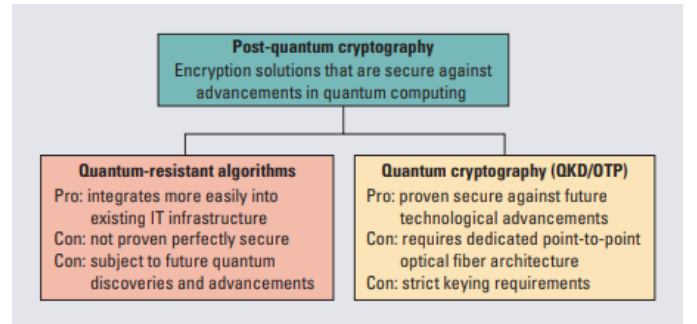 Post-quantum cryptography
Encryption solutions that are secure against
advancements in quantum computing
Quantum-resistant algorithms
Pro: integrates more easily into
existing IT infrastructure
Con: not proven perfectly secure
Con: subject to future quantum
discoveries and advancements
Quantum cryptography (QKD/OTP)
Pro: proven secure against future
technological advancements
Con: requires dedicated point-to-point
optical fiber architecture
Con: strict keying requirements